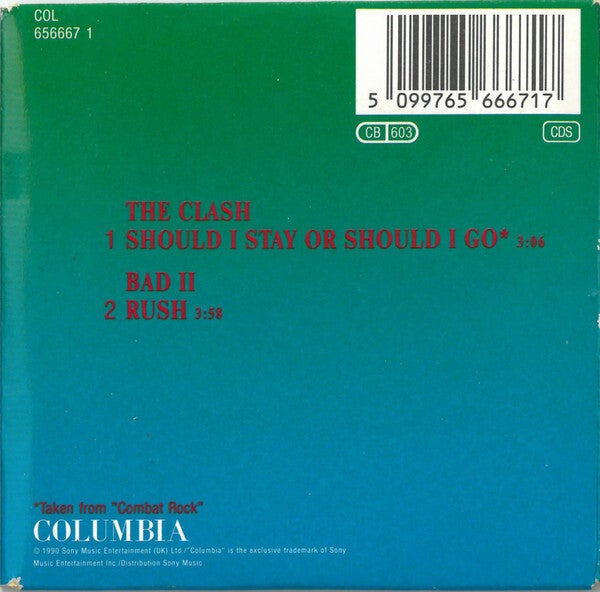 COL
656667 1
5 099765 666717
CB 603
CDS
THE CLASH
1 SHOULD I STAY OR SHOULD I GO* 3:06
BAD II
2 RUSH 3:58
*Taken from "Combat Rock"
COLUMBIA
© 1990 Sony Music Entertainment (UK) Ltd./"Columbia" is the exclusive trademark of Sony
Music Entertainment Inc./Distribution Sony Music